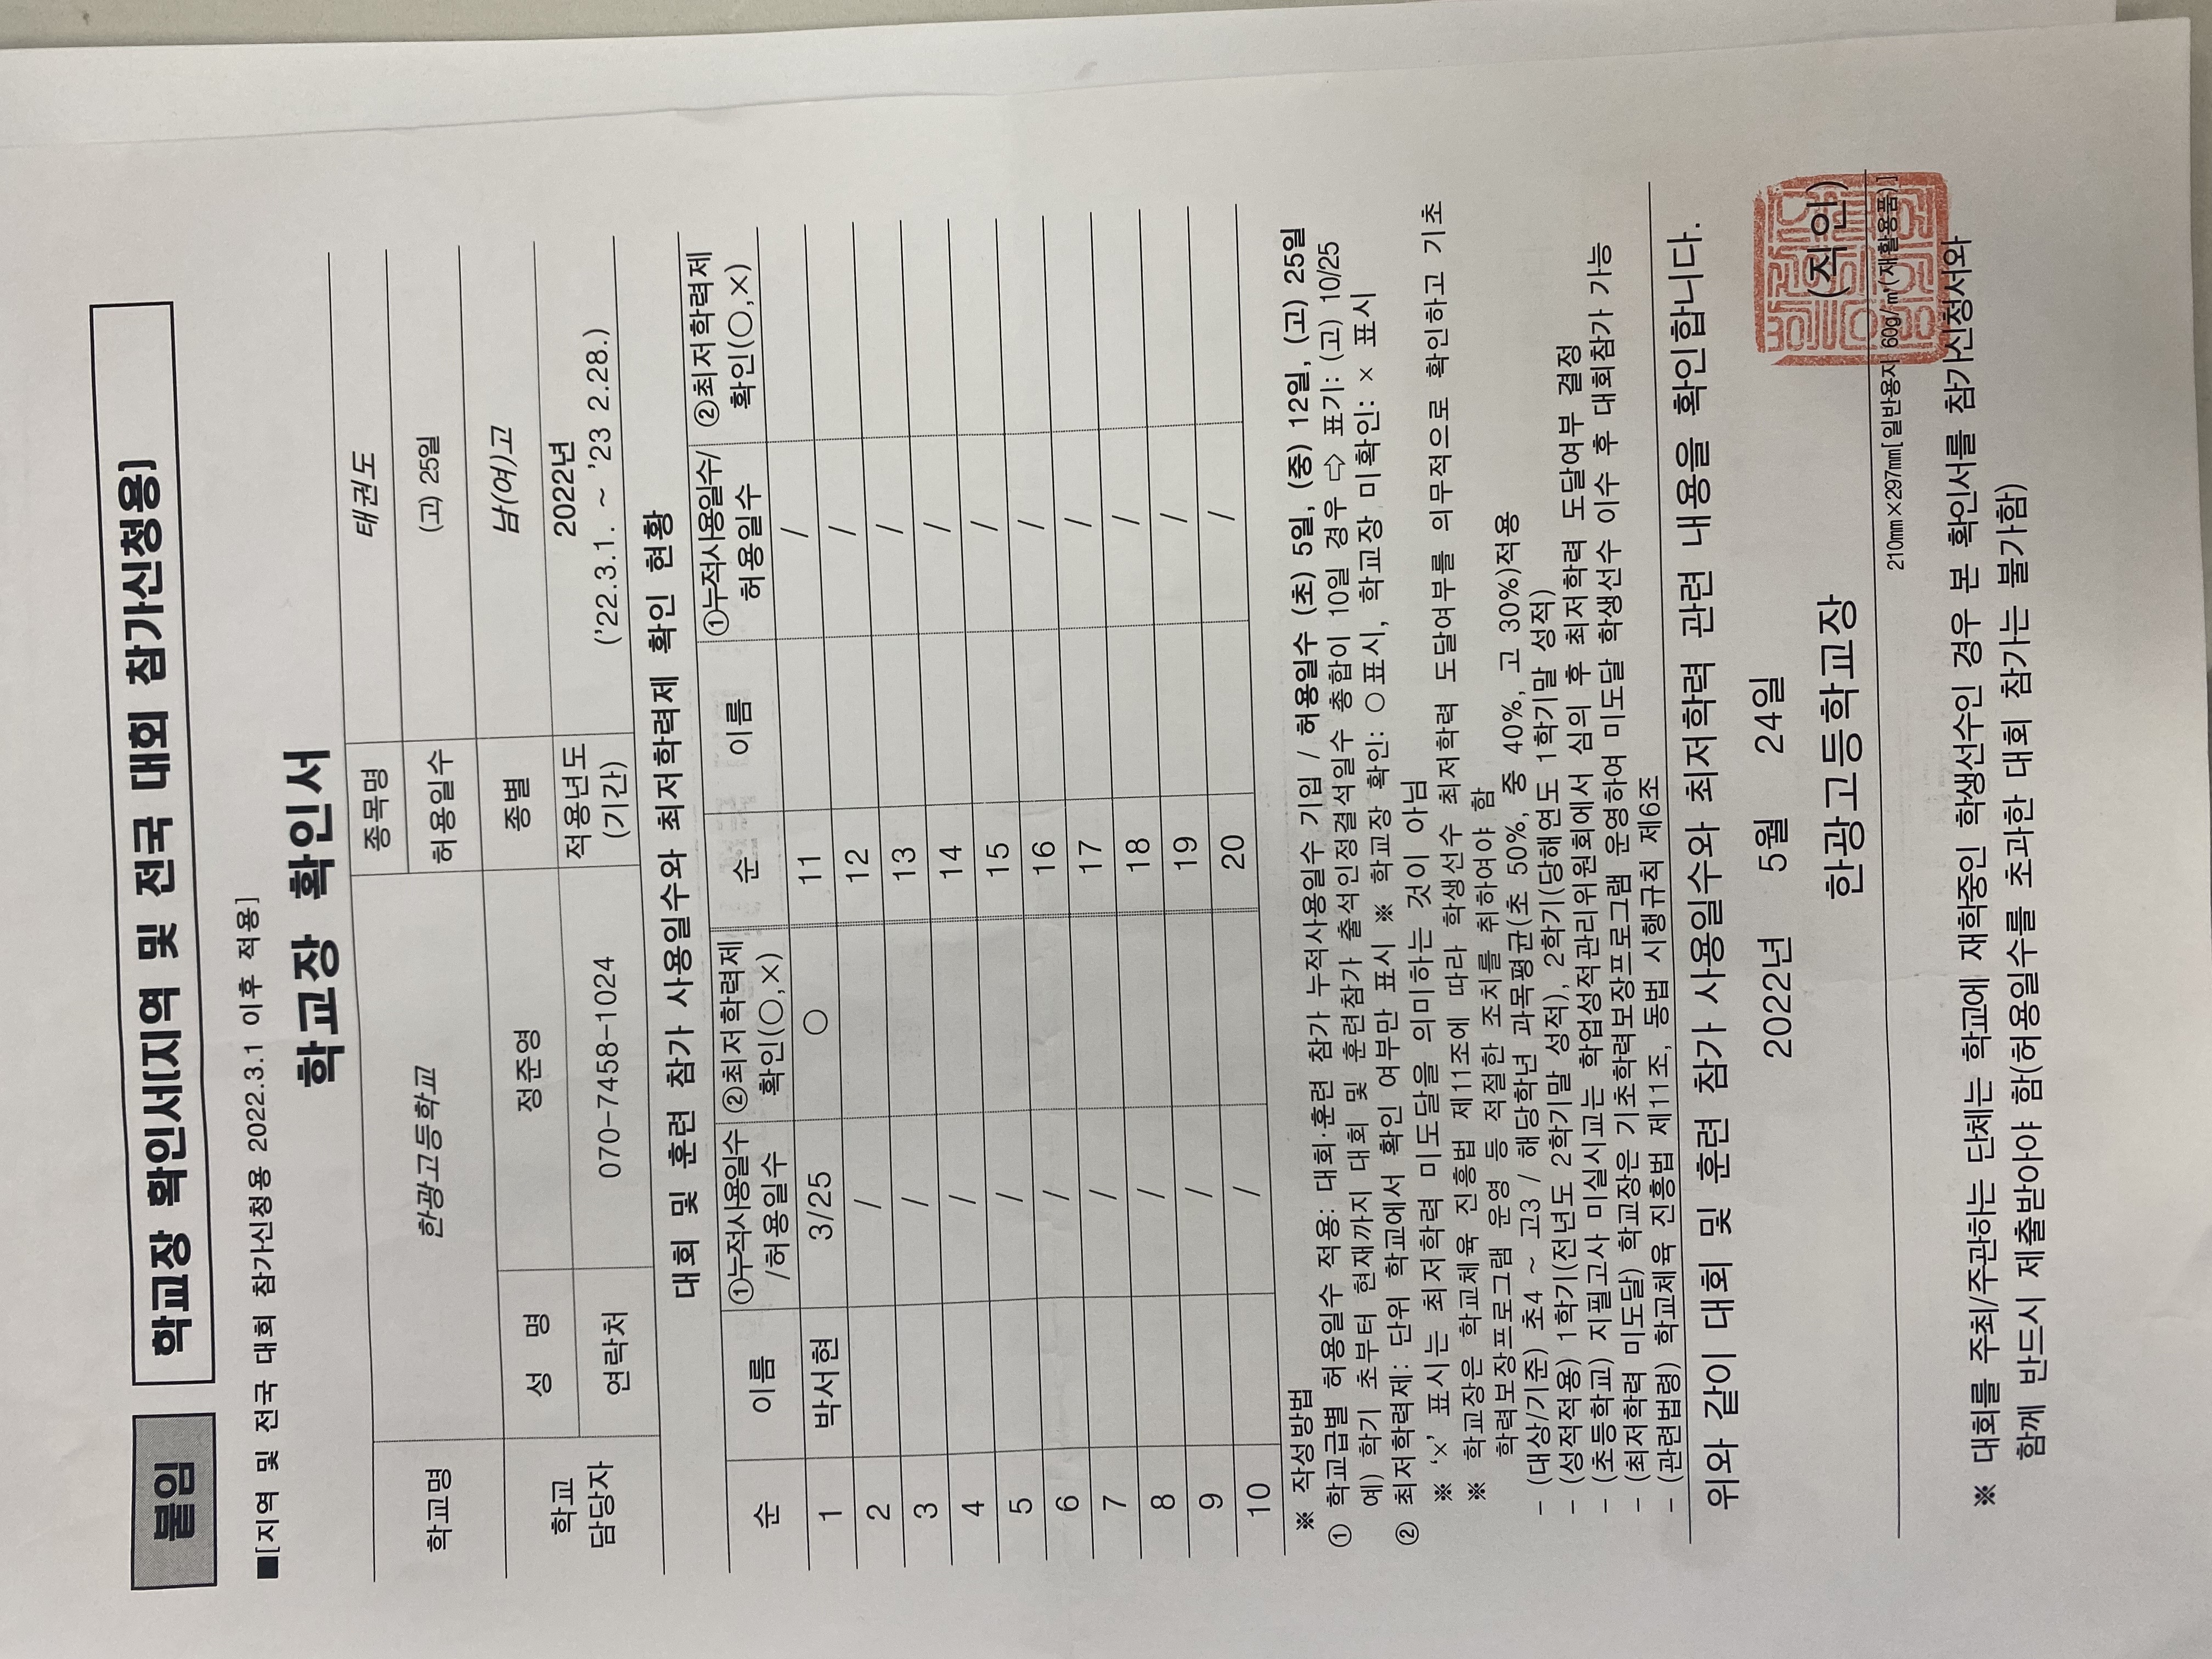 붙임
학교장 확인서(지역 및 전국 대회 참가신청용)
■[지역 및 전국 대회 참가신청용 2022.3.1 이후 적용]
학교장 확인서
학교명 한광고등학교 종목명 태권도
허용일수 (고) 25일
학교 담당자 성 명 정준영 종별 남(여)고
연락처 070-7458-1024 적용년도 (기간) 2022년
('22.3.1. ~ '23 2.28.)
대회 및 훈련 참가 사용일수와 최저학력제 확인 현황
순 이름 ①누적사용일수 /허용일수 ②최저학력제 확인(○,×) 순 이름 ①누적사용일수/ 허용일수 ②최저학력제 확인(○,×)
1 박서현 3/25 ○ 11 /
2 / 12 /
3 / 13 /
4 / 14 /
5 / 15 /
6 / 16 /
7 / 17 /
8 / 18 /
9 / 19 /
10 / 20 /
※ 작성방법
① 학교급별 허용일수 적용: 대회·훈련 참가 누적사용일수 기입 / 허용일수 (초) 5일, (중) 12일, (고) 25일
예) 학기 초부터 현재까지 대회 및 훈련참가 출석인정결석일수 총합이 10일 경우 ⇨ 표기: (고) 10/25
② 최저학력제: 단위 학교에서 확인 여부만 표시 ※ 학교장 확인: ○표시, 학교장 미확인: × 표시
※ '×' 표시는 최저학력 미도달을 의미하는 것이 아님
※ 학교장은 학교체육 진흥법 제11조에 따라 학생선수 최저학력 도달여부를 의무적으로 확인하고 기초
학력보장프로그램 운영 등 적절한 조치를 취하여야 함
- (대상/기준) 초4 ~ 고3 / 해당학년 과목평균(초 50%, 중 40%, 고 30%)적용
- (성적적용) 1학기(전년도 2학기말 성적), 2학기(당해연도 1학기말 성적)
- (초등학교) 지필고사 미실시교는 학업성적관리위원회에서 심의 후 최저학력 도달여부 결정
- (최저학력 미도달) 학교장은 기초학력보장프로그램 운영하여 미도달 학생선수 이수 후 대회참가 가능
- (관련법령) 학교체육 진흥법 제11조, 동법 시행규칙 제6조
위와 같이 대회 및 훈련 참가 사용일수와 최저학력 관련 내용을 확인합니다.
2022년 5월 24일
한광고등학교장 (직인)
210㎜×297㎜[일반용지 60g/㎡(재활용품)]
※ 대회를 주최/주관하는 단체는 학교에 재학중인 학생선수인 경우 본 확인서를 참가신청서와
함께 반드시 제출받아야 함(허용일수를 초과한 대회 참가는 불가함)